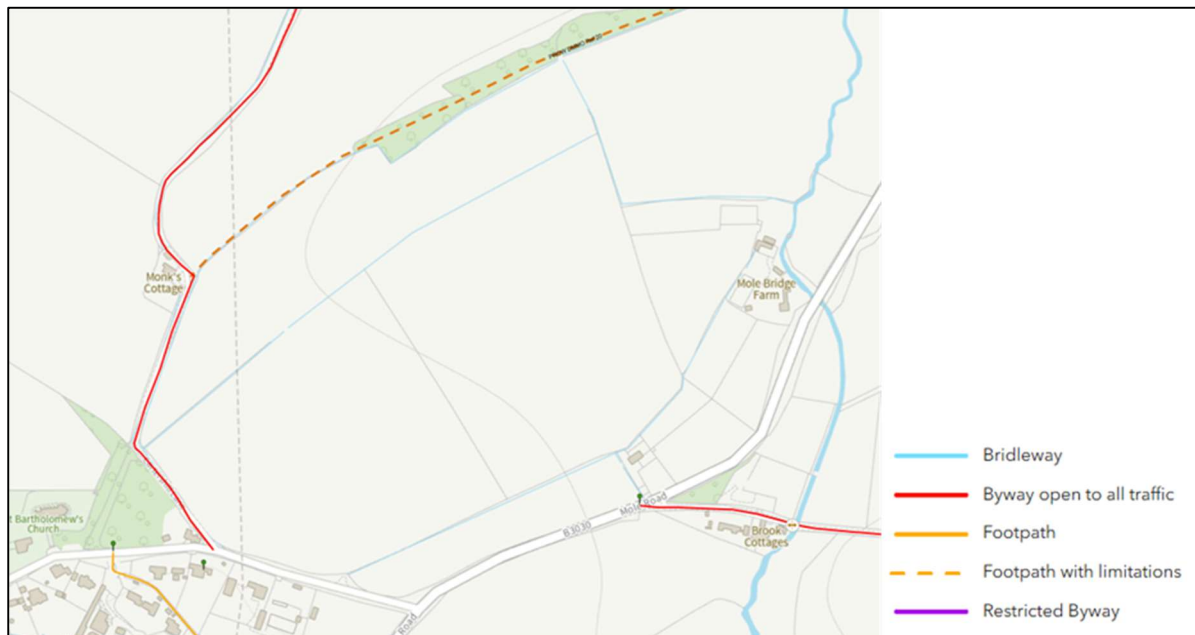 Monk's
Cottage
Mole Bridge
Farm
t Bartholomew's
Church
B3030
Mole Road
Brook
Cottages
Road
Bridleway
Byway open to all traffic
Footpath
Footpath with limitations
Restricted Byway